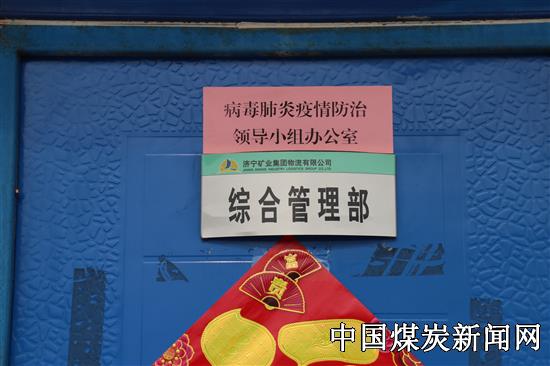 病毒肺炎疫情防治
领导小组办公室
济宁矿业集团物流有限公司
综合管理部
中国煤炭新闻网